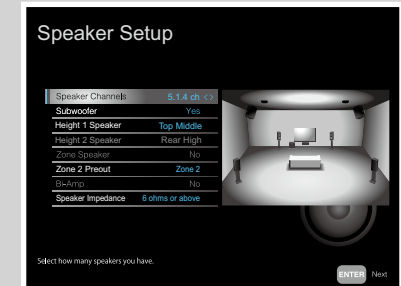 Speaker Setup
Speaker Channels 5.1.4 ch < >
Subwoofer Yes
Height 1 Speaker Top Middle
Height 2 Speaker Rear High
Zone Speaker No
Zone 2 Preout Zone 2
Bi-Amp No
Speaker Impedance 6 ohms or above
Select how many speakers you have.
ENTER Next